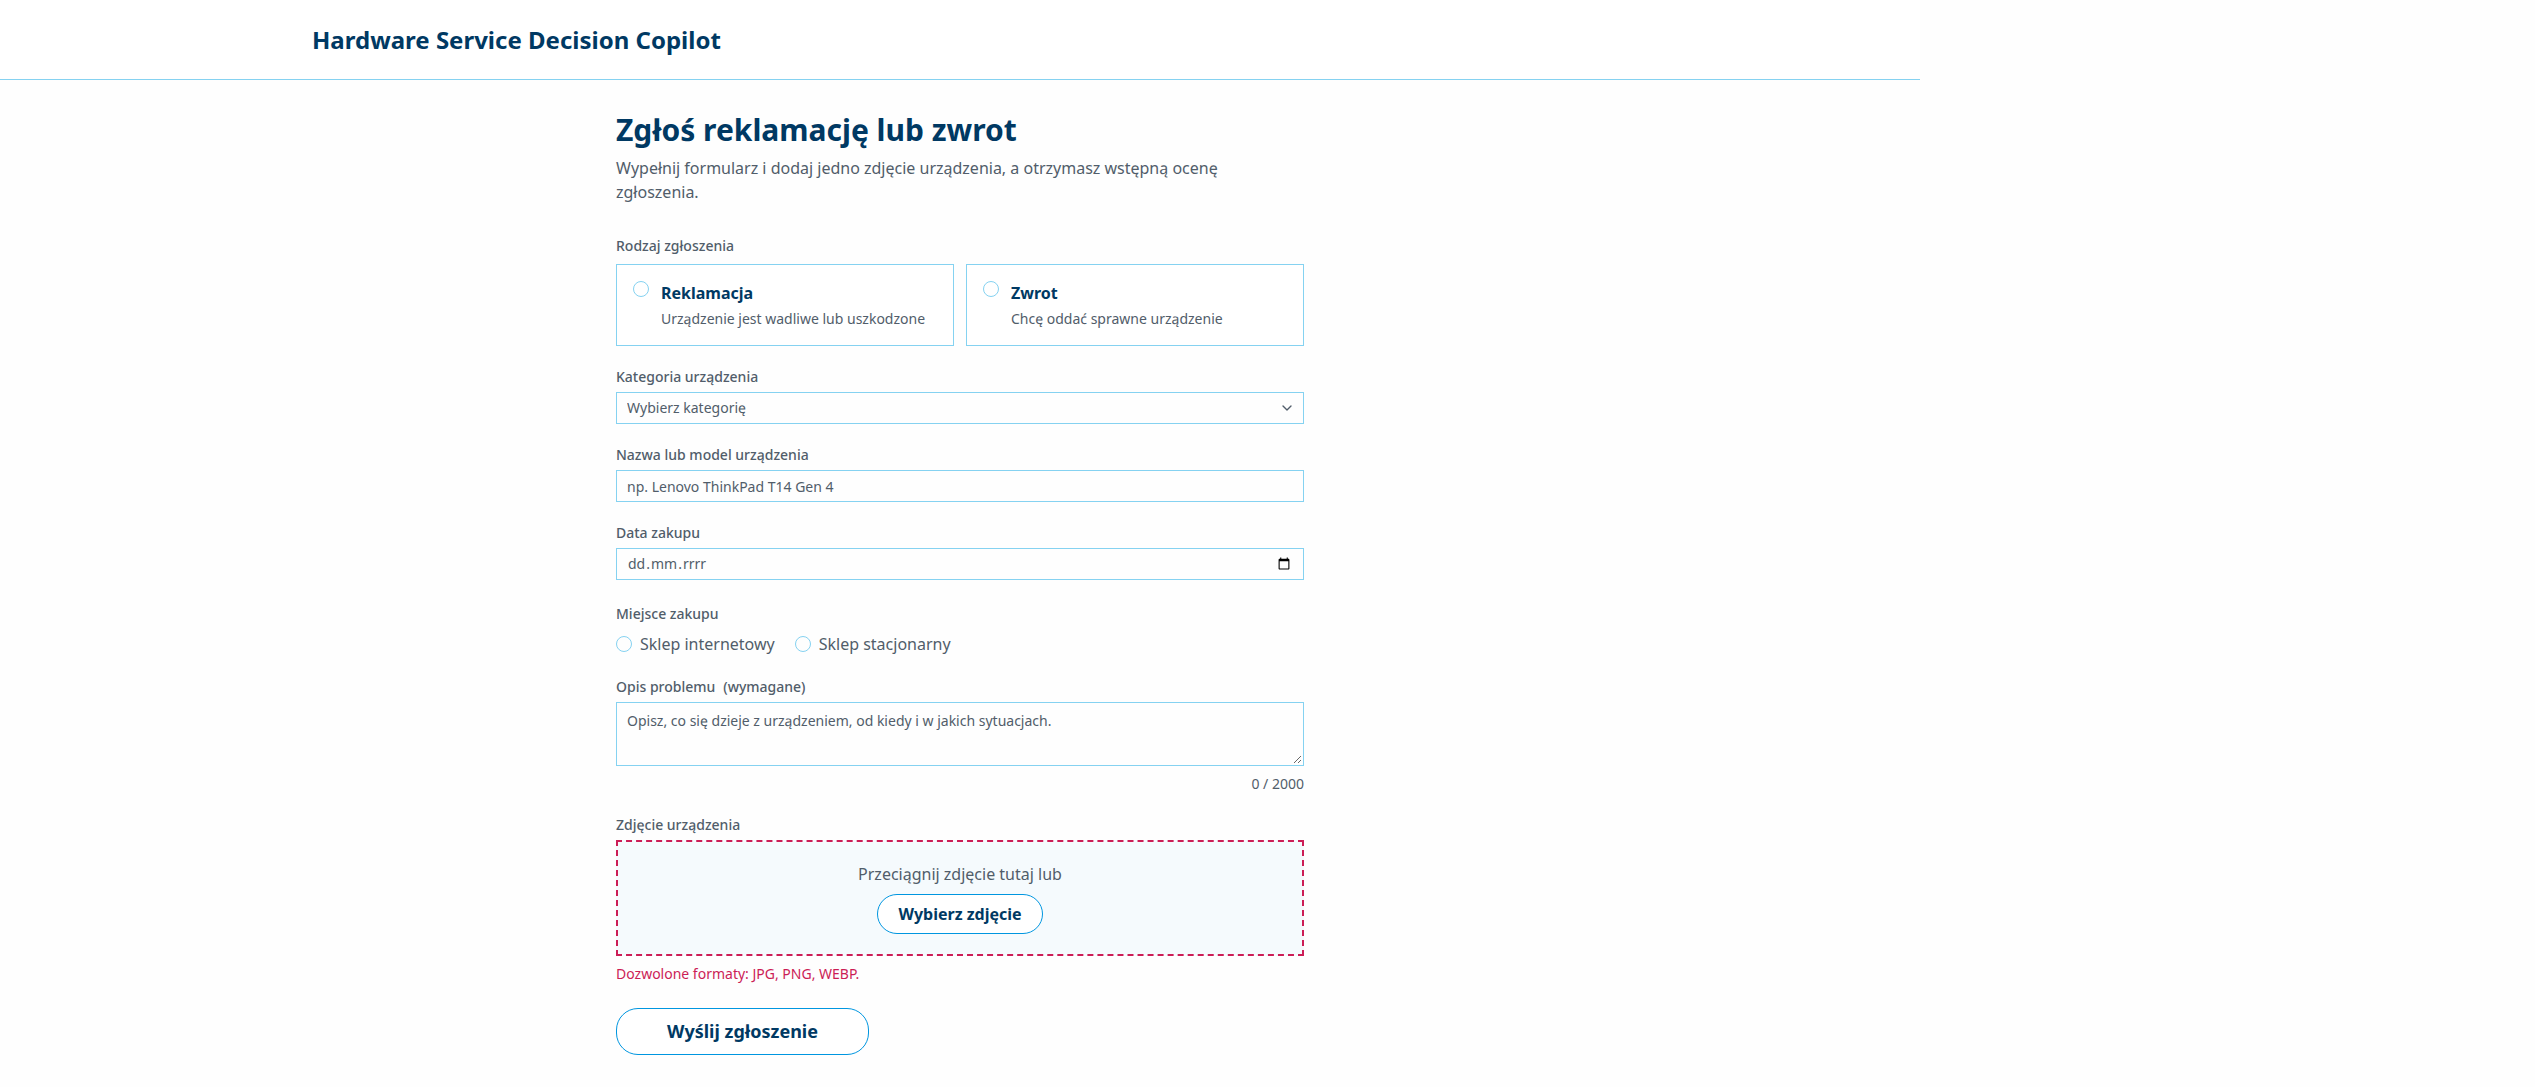 Hardware Service Decision Copilot
Zgłoś reklamację lub zwrot
Wypełnij formularz i dodaj jedno zdjęcie urządzenia, a otrzymasz wstępną ocenę
zgłoszenia.
Rodzaj zgłoszenia
Reklamacja
Urządzenie jest wadliwe lub uszkodzone
Zwrot
Chcę oddać sprawne urządzenie
Kategoria urządzenia
Wybierz kategorię
Nazwa lub model urządzenia
np. Lenovo ThinkPad T14 Gen 4
Data zakupu
dd.mm.rrrr
Miejsce zakupu
Sklep internetowy
Sklep stacjonarny
Opis problemu (wymagane)
Opisz, co się dzieje z urządzeniem, od kiedy i w jakich sytuacjach.
0 / 2000
Zdjęcie urządzenia
Przeciągnij zdjęcie tutaj lub
Wybierz zdjęcie
Dozwolone formaty: JPG, PNG, WEBP.
Wyślij zgłoszenie